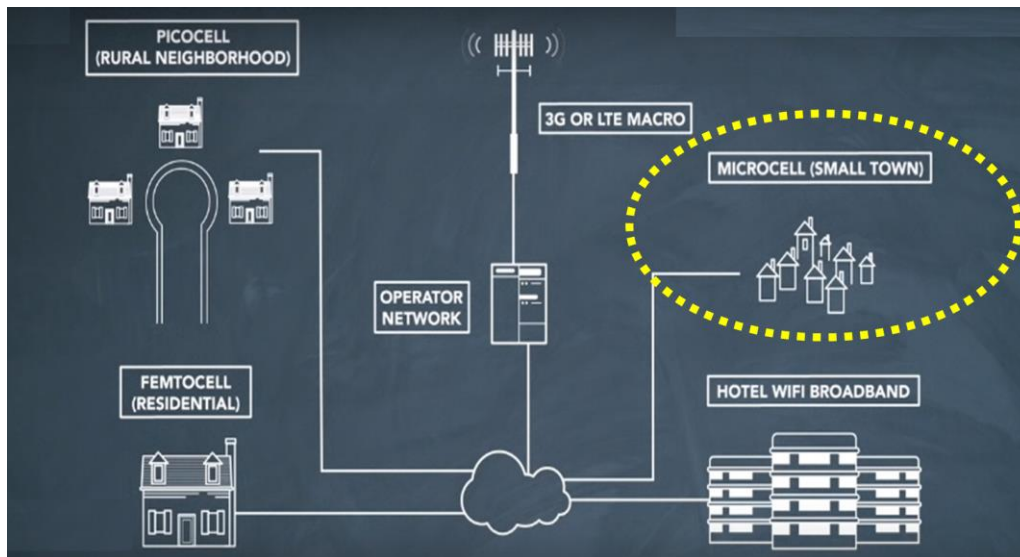 PICOCELL
(RURAL NEIGHBORHOOD)
3G OR LTE MACRO
MICROCELL (SMALL TOWN)
OPERATOR
NETWORK
FEMTOCELL
(RESIDENTIAL)
HOTEL WIFI BROADBAND